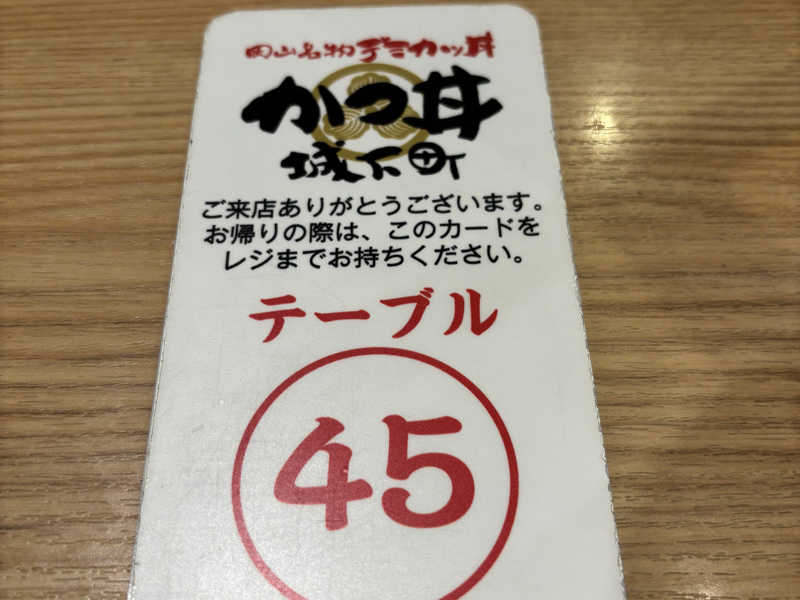 岡山名物デミカツ丼
かつ丼
城下町
ご来店ありがとうございます。
お帰りの際は、このカードを
レジまでお持ちください。
テーブル
45